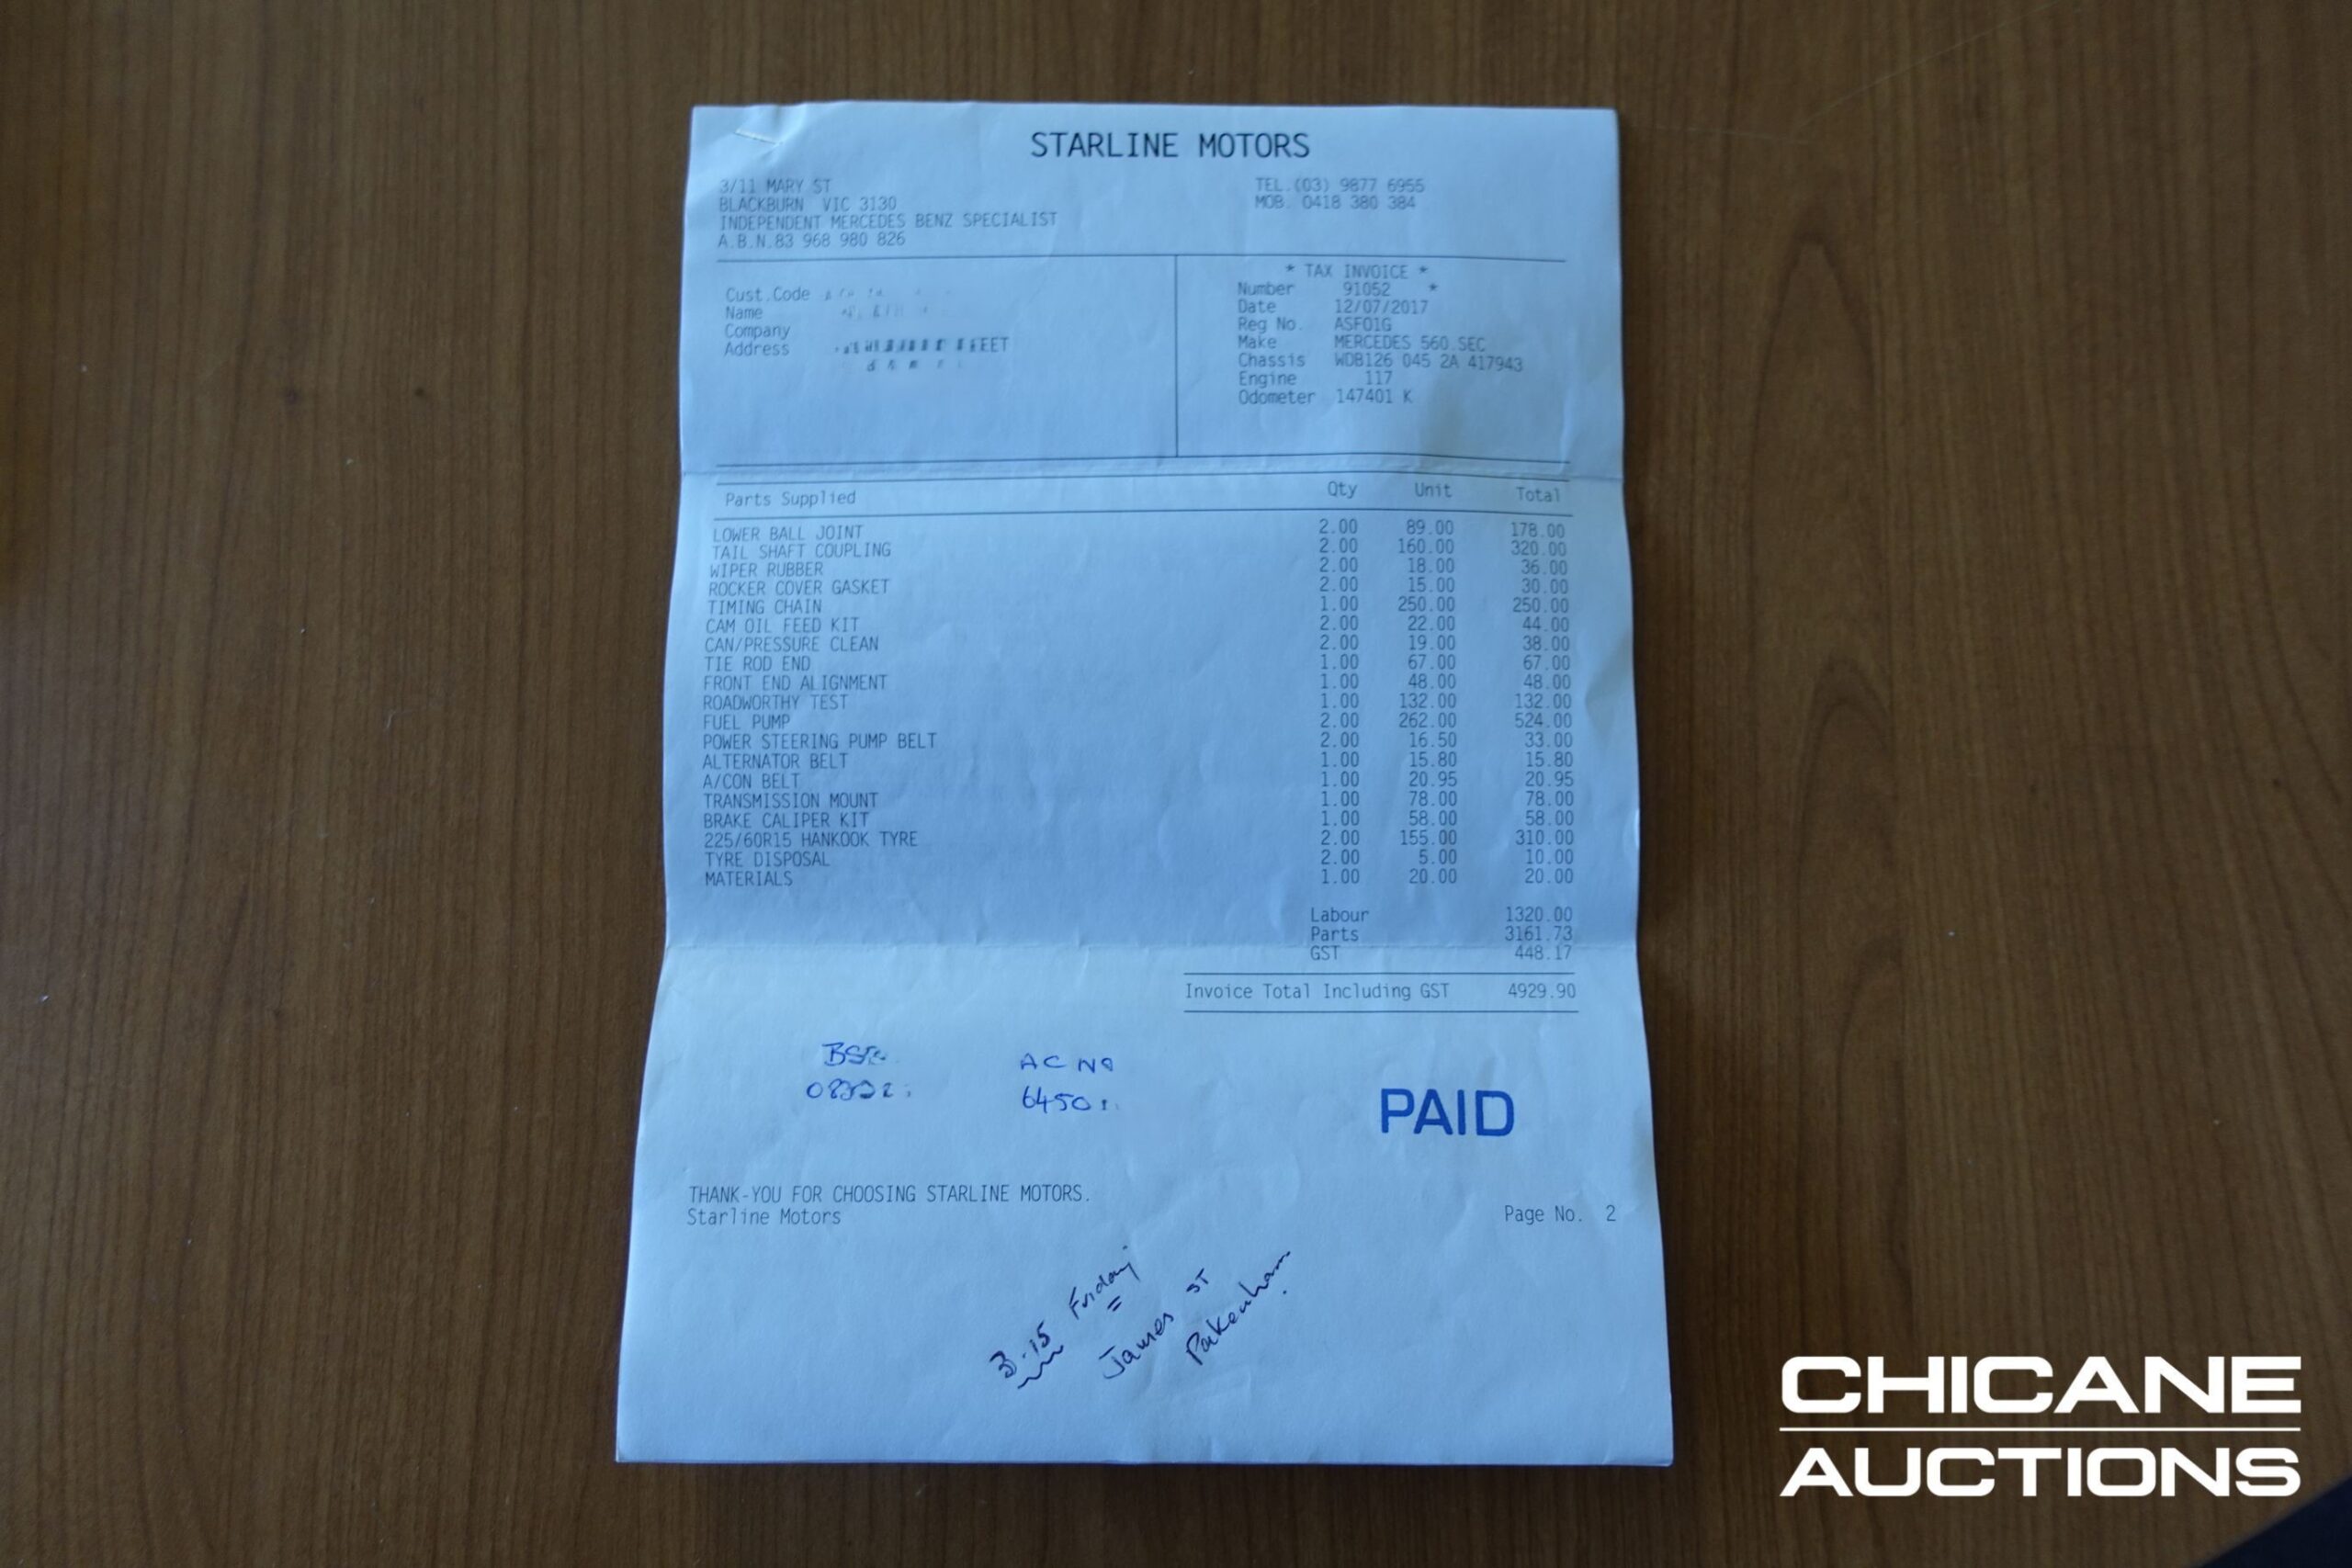 STARLINE MOTORS
3/11 MARY ST
BLACKBURN VIC 3130
INDEPENDENT MERCEDES BENZ SPECIALIST
A.B.N.83 968 980 826
TEL.(03) 9877 6955
MOB. 0418 380 384
Cust.Code
Name
Company
Address
* TAX INVOICE *
Number 91052 *
Date 12/07/2017
Reg No. ASF01G
Make MERCEDES 560 SEC
Chassis WDB126 045 2A 417943
Engine 117
Odometer 147401 K
Parts Supplied Qty Unit Total
LOWER BALL JOINT 2.00 89.00 178.00
TAIL SHAFT COUPLING 2.00 160.00 320.00
WIPER RUBBER 2.00 18.00 36.00
ROCKER COVER GASKET 2.00 15.00 30.00
TIMING CHAIN 1.00 250.00 250.00
CAM OIL FEED KIT 2.00 22.00 44.00
CAN/PRESSURE CLEAN 2.00 19.00 38.00
TIE ROD END 1.00 67.00 67.00
FRONT END ALIGNMENT 1.00 48.00 48.00
ROADWORTHY TEST 1.00 132.00 132.00
FUEL PUMP 2.00 262.00 524.00
POWER STEERING PUMP BELT 2.00 16.50 33.00
ALTERNATOR BELT 1.00 15.80 15.80
A/CON BELT 1.00 20.95 20.95
TRANSMISSION MOUNT 1.00 78.00 78.00
BRAKE CALIPER KIT 1.00 58.00 58.00
225/60R15 HANKOOK TYRE 2.00 155.00 310.00
TYRE DISPOSAL 2.00 5.00 10.00
MATERIALS 1.00 20.00 20.00
Labour 1320.00
Parts 3161.73
GST 448.17
Invoice Total Including GST 4929.90
BSB AC No
6450
PAID
THANK-YOU FOR CHOOSING STARLINE MOTORS.
Starline Motors
Page No. 2
3.15 Friday
James ST
Pakenham
CHICANE
AUCTIONS